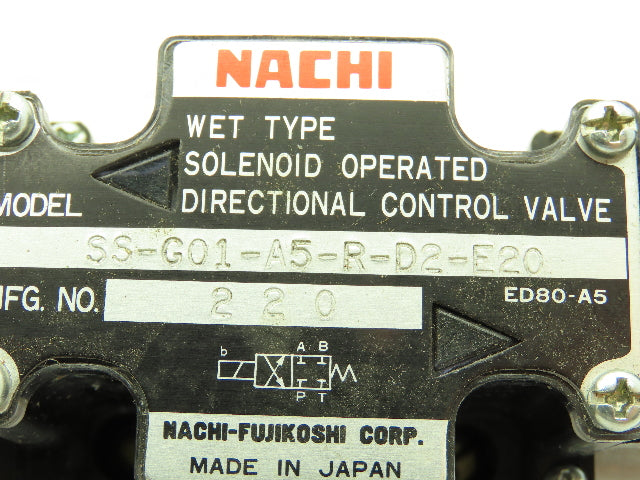 NACHI
WET TYPE
SOLENOID OPERATED
DIRECTIONAL CONTROL VALVE
MODEL
SS-G01-A5-R-D2-E20
MFG. NO. 220
ED80-A5
b
A B
P T
NACHI-FUJIKOSHI CORP.
MADE IN JAPAN